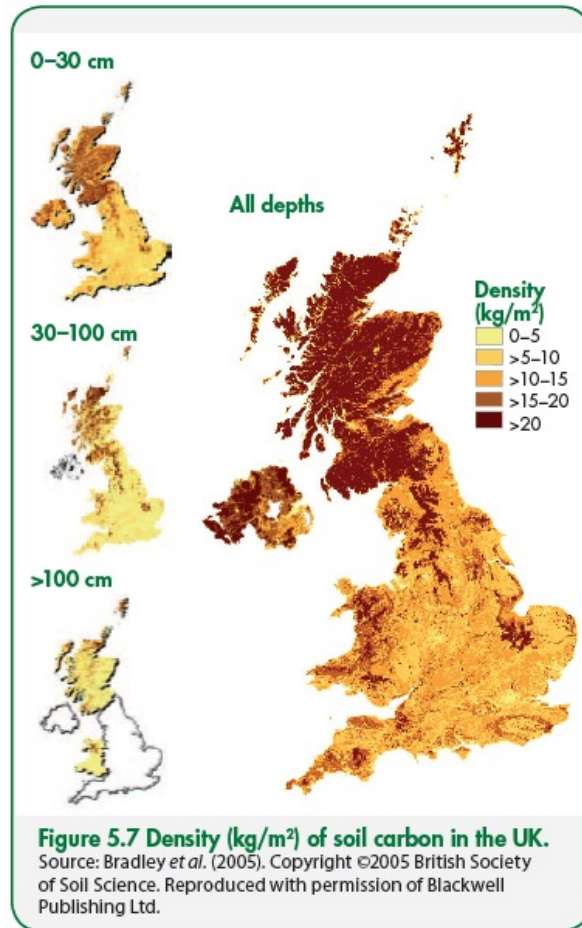 0–30 cm
All depths
Density
(kg/m²)
0–5
>5–10
>10–15
>15–20
>20
30–100 cm
>100 cm
Figure 5.7 Density (kg/m²) of soil carbon in the UK.
Source: Bradley et al. (2005). Copyright ©2005 British Society
of Soil Science. Reproduced with permission of Blackwell
Publishing Ltd.